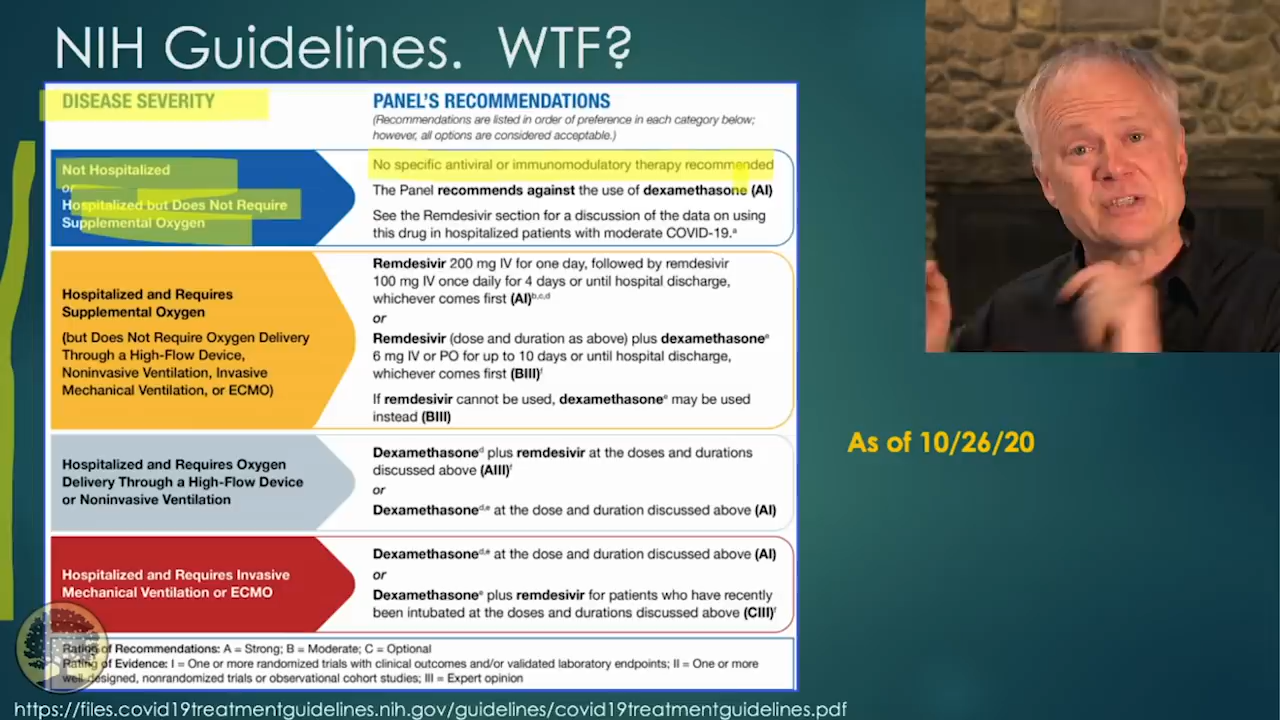 NIH Guidelines. WTF?
DISEASE SEVERITY
PANEL'S RECOMMENDATIONS
(Recommendations are listed in order of preference in each category below;
however, all options are considered acceptable.)
Not Hospitalized
or
Hospitalized but Does Not Require
Supplemental Oxygen
No specific antiviral or immunomodulatory therapy recommended
The Panel recommends against the use of dexamethasone (AI)
See the Remdesivir section for a discussion of the data on using
this drug in hospitalized patients with moderate COVID-19.ª
Hospitalized and Requires
Supplemental Oxygen
(but Does Not Require Oxygen Delivery
Through a High-Flow Device,
Noninvasive Ventilation, Invasive
Mechanical Ventilation, or ECMO)
Remdesivir 200 mg IV for one day, followed by remdesivir
100 mg IV once daily for 4 days or until hospital discharge,
whichever comes first (AI)b,c,d
or
Remdesivir (dose and duration as above) plus dexamethasoneᵉ
6 mg IV or PO for up to 10 days or until hospital discharge,
whichever comes first (BIII)ᶠ
If remdesivir cannot be used, dexamethasoneᵉ may be used
instead (BIII)
As of 10/26/20
Hospitalized and Requires Oxygen
Delivery Through a High-Flow Device
or Noninvasive Ventilation
Dexamethasoneᵈ plus remdesivir at the doses and durations
discussed above (AIII)ᶠ
or
Dexamethasoneᵈ,ᵉ at the dose and duration discussed above (AI)
Hospitalized and Requires Invasive
Mechanical Ventilation or ECMO
Dexamethasoneᵈ,ᵉ at the dose and duration discussed above (AI)
or
Dexamethasoneᵉ plus remdesivir for patients who have recently
been intubated at the doses and durations discussed above (CIII)ᶠ
Rating of Recommendations: A = Strong; B = Moderate; C = Optional
Rating of Evidence: I = One or more randomized trials with clinical outcomes and/or validated laboratory endpoints; II = One or more
well-designed, nonrandomized trials or observational cohort studies; III = Expert opinion
https://files.covid19treatmentguidelines.nih.gov/guidelines/covid19treatmentguidelines.pdf